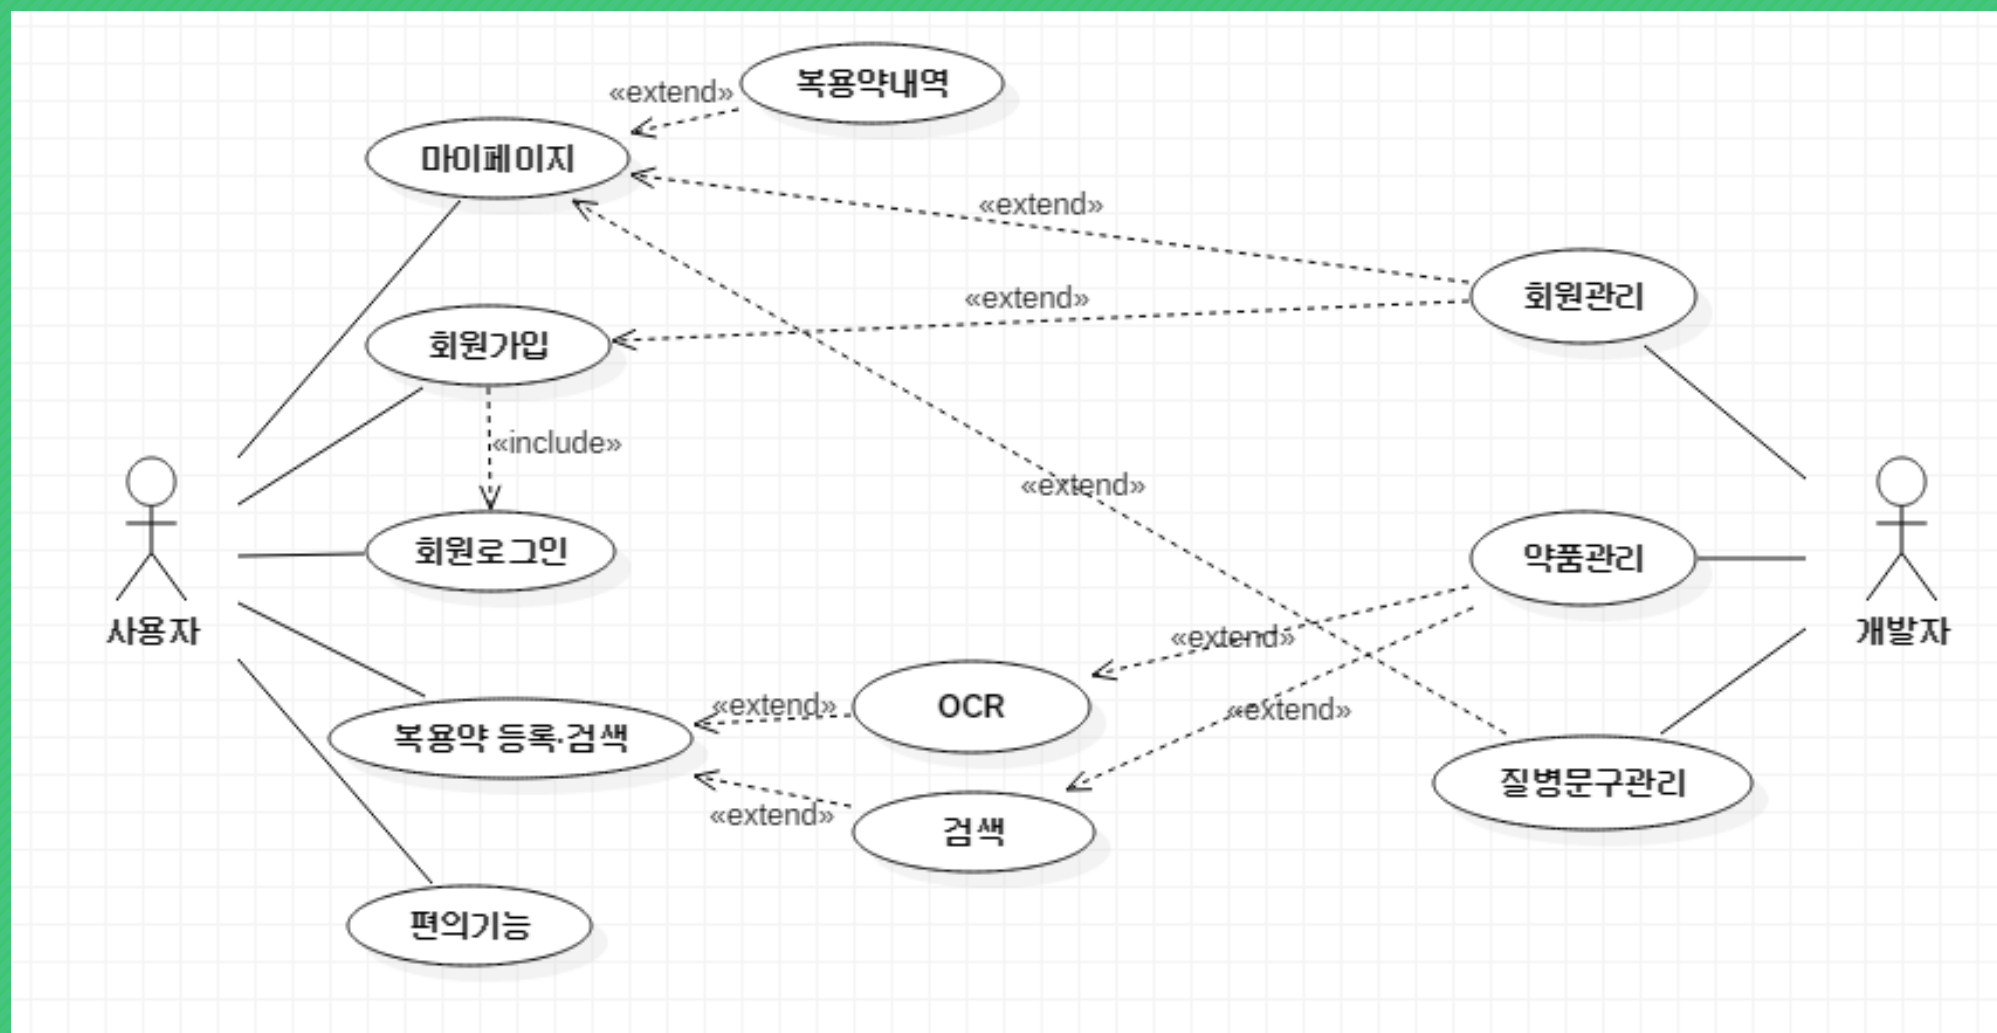 복용약내역
«extend»
마이페이지
«extend»
회원관리
«extend»
회원가입
«include»
«extend»
회원로그인
약품관리
사용자
개발자
«extend»
«extend»
OCR
«extend»
복용약 등록·검색
질병문구관리
«extend»
검색
편의기능